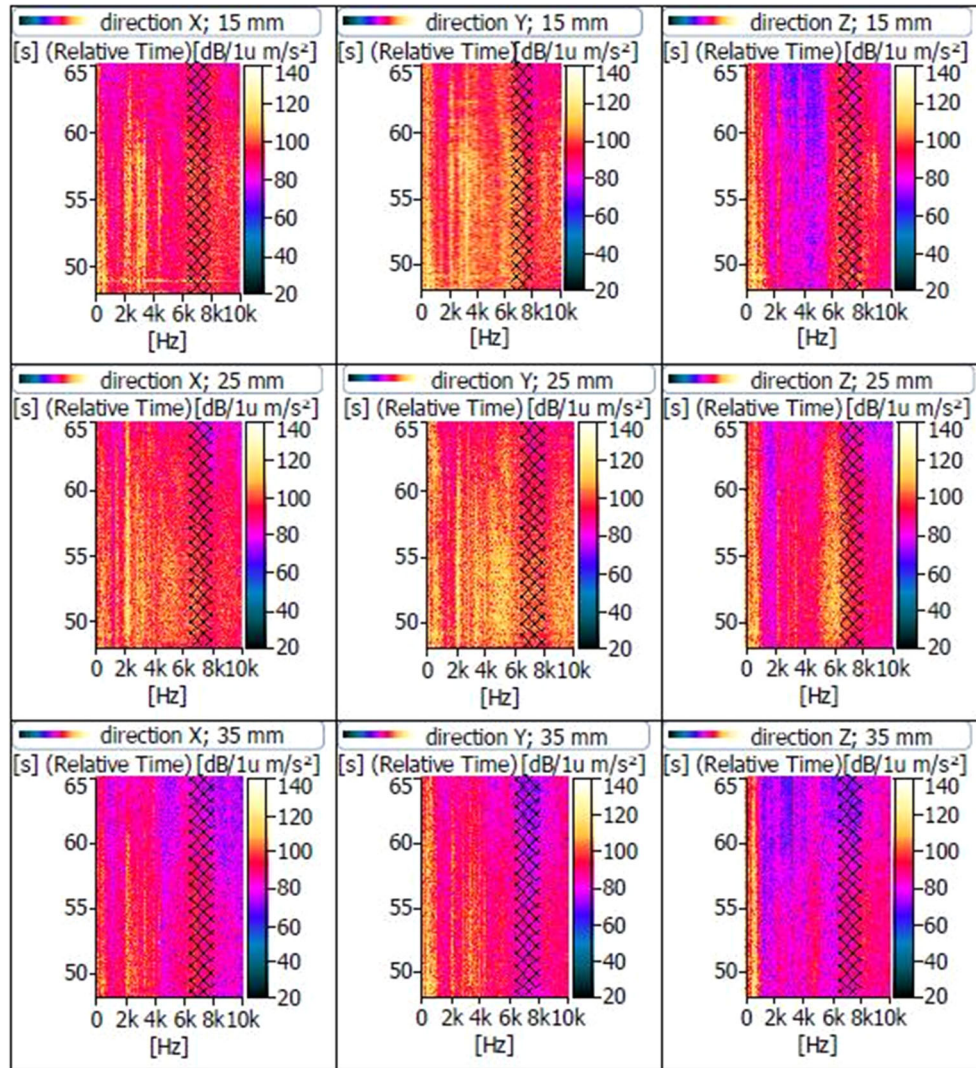 direction X; 15 mm
[s] (Relative Time)[dB/1u m/s²]
65
60
55
50
140
120
100
80
60
40
20
0 2k 4k 6k 8k10k
[Hz]
direction Y; 15 mm
[s] (Relative Time)[dB/1u m/s²]
65
60
55
50
140
120
100
80
60
40
20
0 2k 4k 6k 8k10k
[Hz]
direction Z; 15 mm
[s] (Relative Time)[dB/1u m/s²]
65
60
55
50
140
120
100
80
60
40
20
0 2k 4k 6k 8k10k
[Hz]
direction X; 25 mm
[s] (Relative Time)[dB/1u m/s²]
65
60
55
50
140
120
100
80
60
40
20
0 2k 4k 6k 8k10k
[Hz]
direction Y; 25 mm
[s] (Relative Time)[dB/1u m/s²]
65
60
55
50
140
120
100
80
60
40
20
0 2k 4k 6k 8k10k
[Hz]
direction Z; 25 mm
[s] (Relative Time)[dB/1u m/s²]
65
60
55
50
140
120
100
80
60
40
20
0 2k 4k 6k 8k10k
[Hz]
direction X; 35 mm
[s] (Relative Time)[dB/1u m/s²]
65
60
55
50
140
120
100
80
60
40
20
0 2k 4k 6k 8k10k
[Hz]
direction Y; 35 mm
[s] (Relative Time)[dB/1u m/s²]
65
60
55
50
140
120
100
80
60
40
20
0 2k 4k 6k 8k10k
[Hz]
direction Z; 35 mm
[s] (Relative Time)[dB/1u m/s²]
65
60
55
50
140
120
100
80
60
40
20
0 2k 4k 6k 8k10k
[Hz]